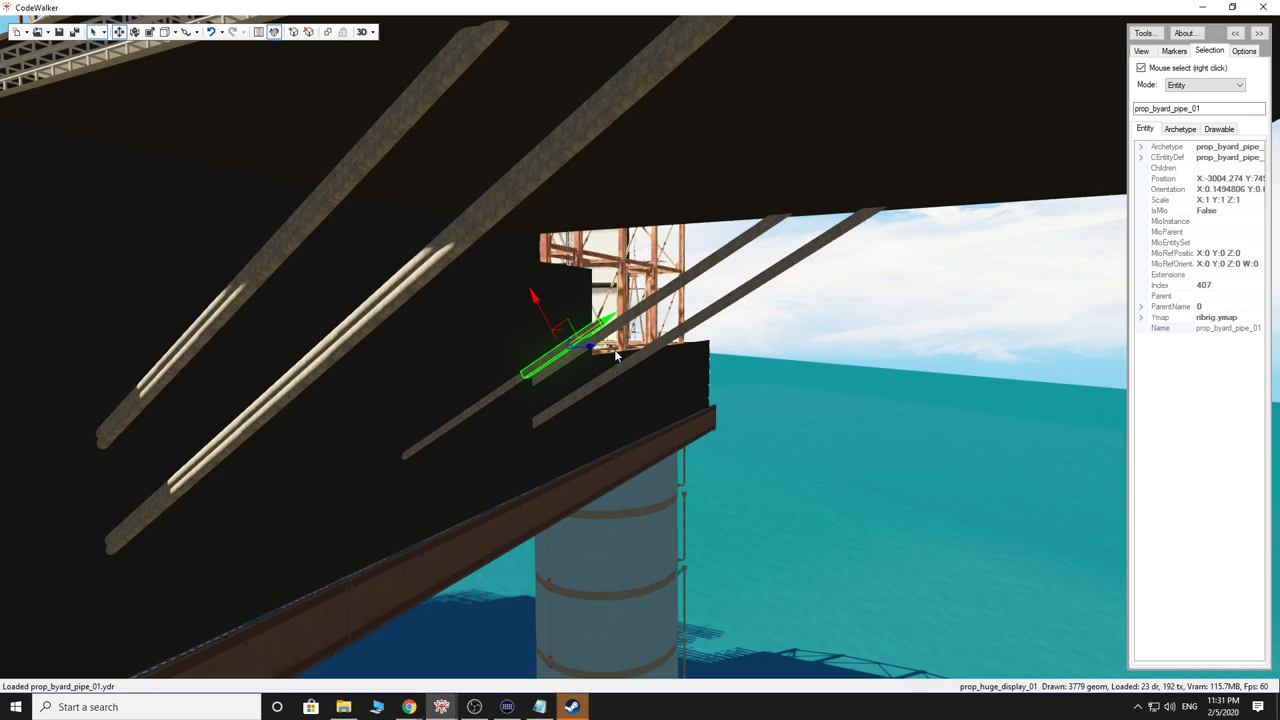 CodeWalker
3D
Tools...
About...
<<
>>
View
Markers
Selection
Options
Mouse select (right click)
Mode:
Entity
prop_byard_pipe_01
Entity
Archetype
Drawable
Archetype prop_byard_pipe_
CEntityDef prop_byard_pipe_
Children
Position X:-3004.274 Y:749
Orientation X:0.1494806 Y:0.
Scale X:1 Y:1 Z:1
IsMlo False
MloInstance
MloParent
MloEntitySet
MloRefPositic X:0 Y:0 Z:0
MloRefOrient: X:0 Y:0 Z:0 W:0
Extensions
Index 407
Parent
ParentName 0
Ymap ribrig.ymap
Name prop_byard_pipe_01
Loaded prop_byard_pipe_01.ydr
prop_huge_display_01 Drawn: 3779 geom, Loaded: 23 dr, 192 tx, Vram: 115.7MB, Fps: 60
Start a search
ENG
11:31 PM
2/5/2020